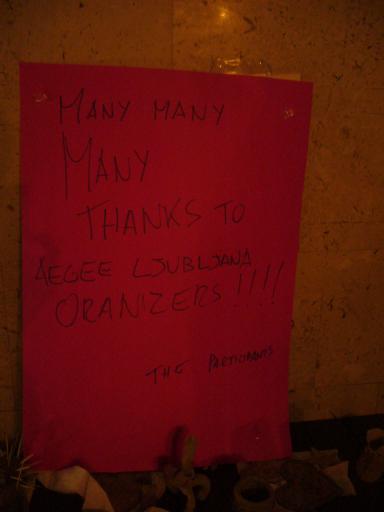 MANY MANY
MANY
THANKS TO
AEGEE LJUBLJANA
ORANIZERS !!!!
THE PARTICIPANTS